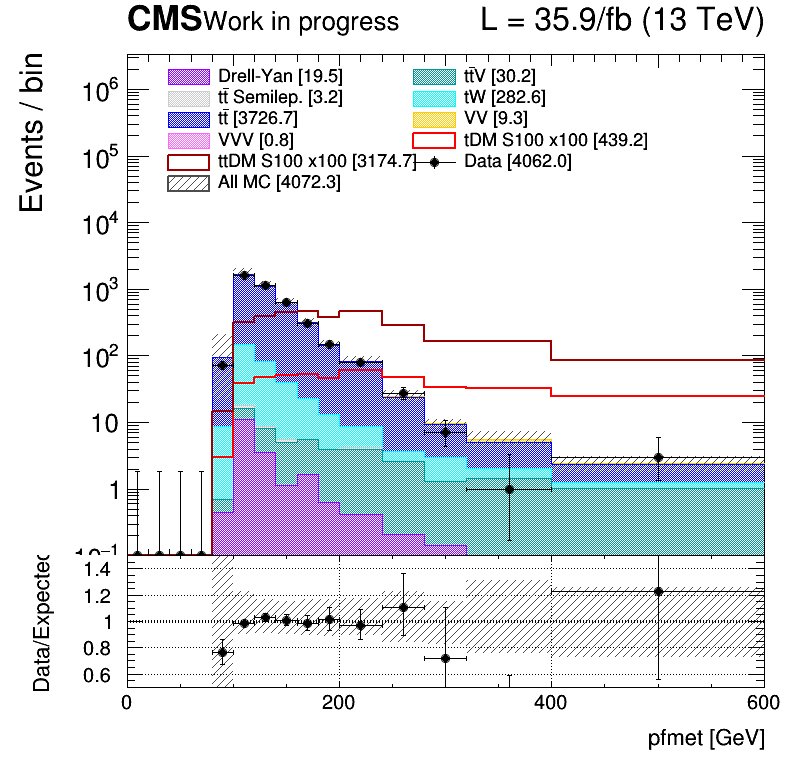 CMS Work in progress L = 35.9/fb (13 TeV)
Events / bin
10⁶
10⁵
10⁴
10³
10²
10
1
10⁻¹
Drell-Yan [19.5] tt̄V [30.2]
tt̄ Semilep. [3.2] tW [282.6]
tt̄ [3726.7] VV [9.3]
VVV [0.8] tDM S100 x100 [439.2]
ttDM S100 x100 [3174.7] Data [4062.0]
All MC [4072.3]
Data/Expected
1.4
1.2
1
0.8
0.6
0 200 400 600
pfmet [GeV]